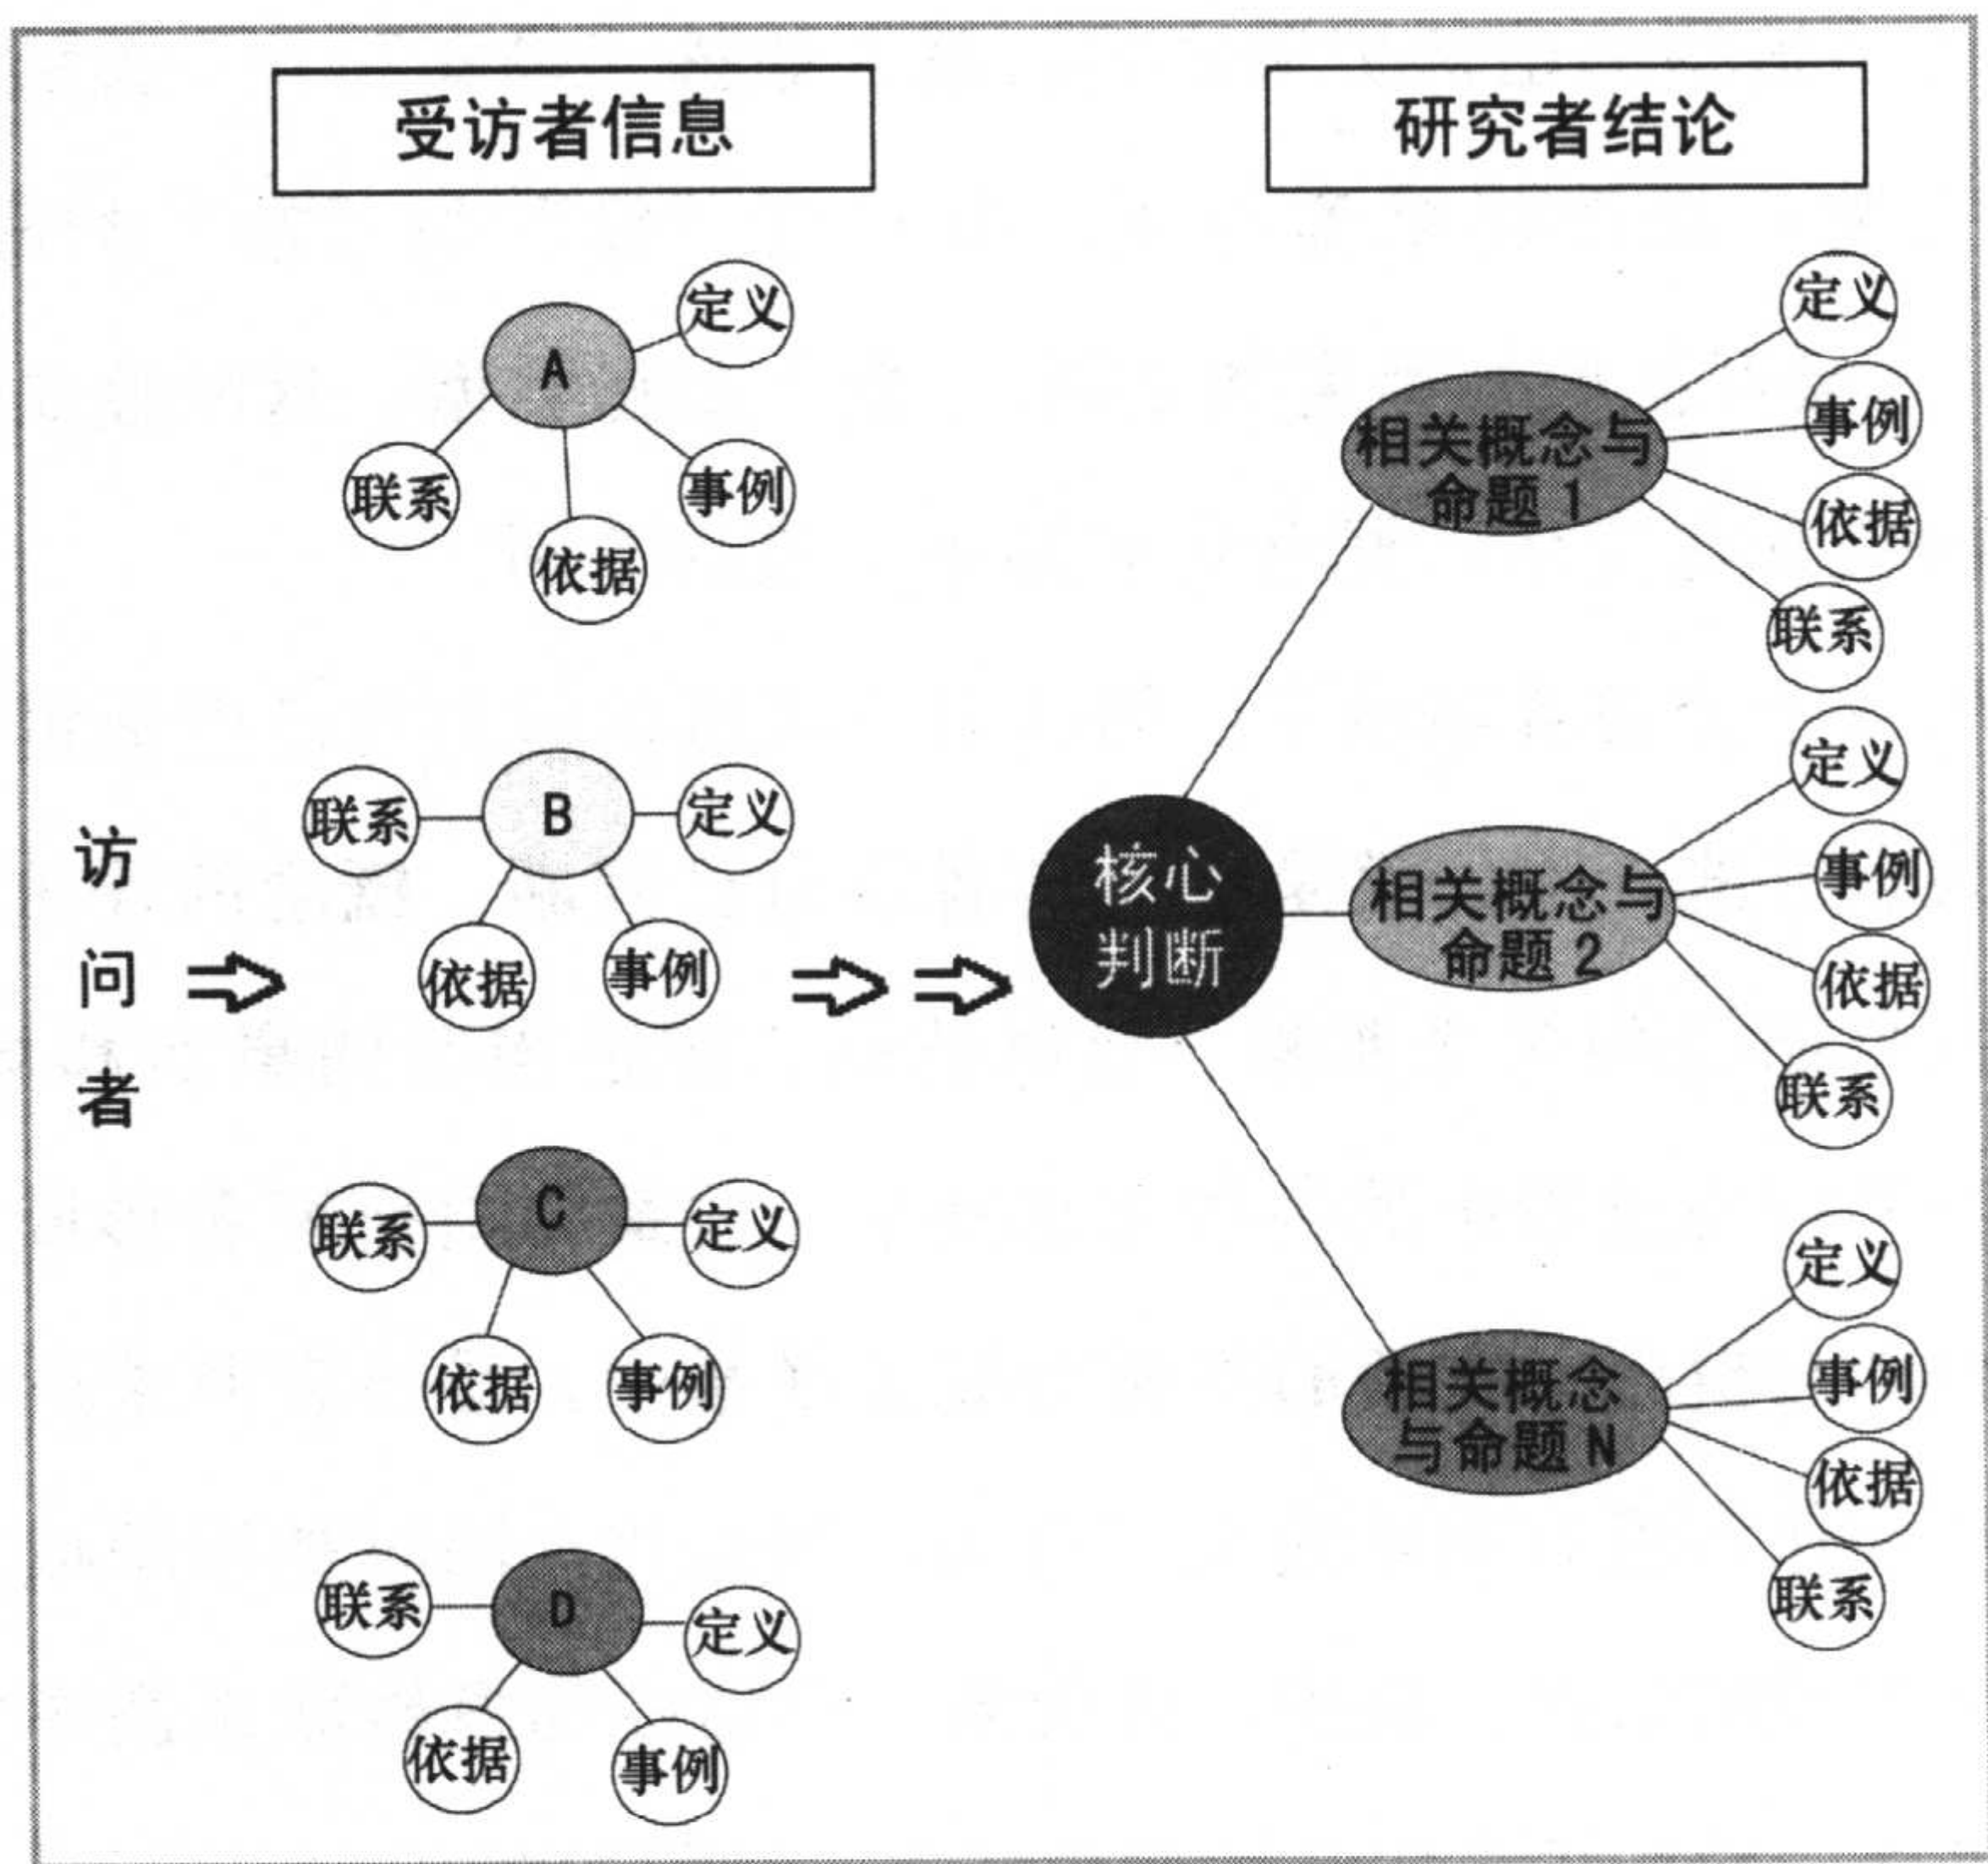 受访者信息
研究者结论
访
问
者
A
定义
联系
依据
事例
B
定义
联系
依据
事例
C
定义
联系
依据
事例
D
定义
联系
依据
事例
核心
判断
相关概念与
命题 1
定义
事例
依据
联系
相关概念与
命题 2
定义
事例
依据
联系
相关概念
与命题 N
定义
事例
依据
联系